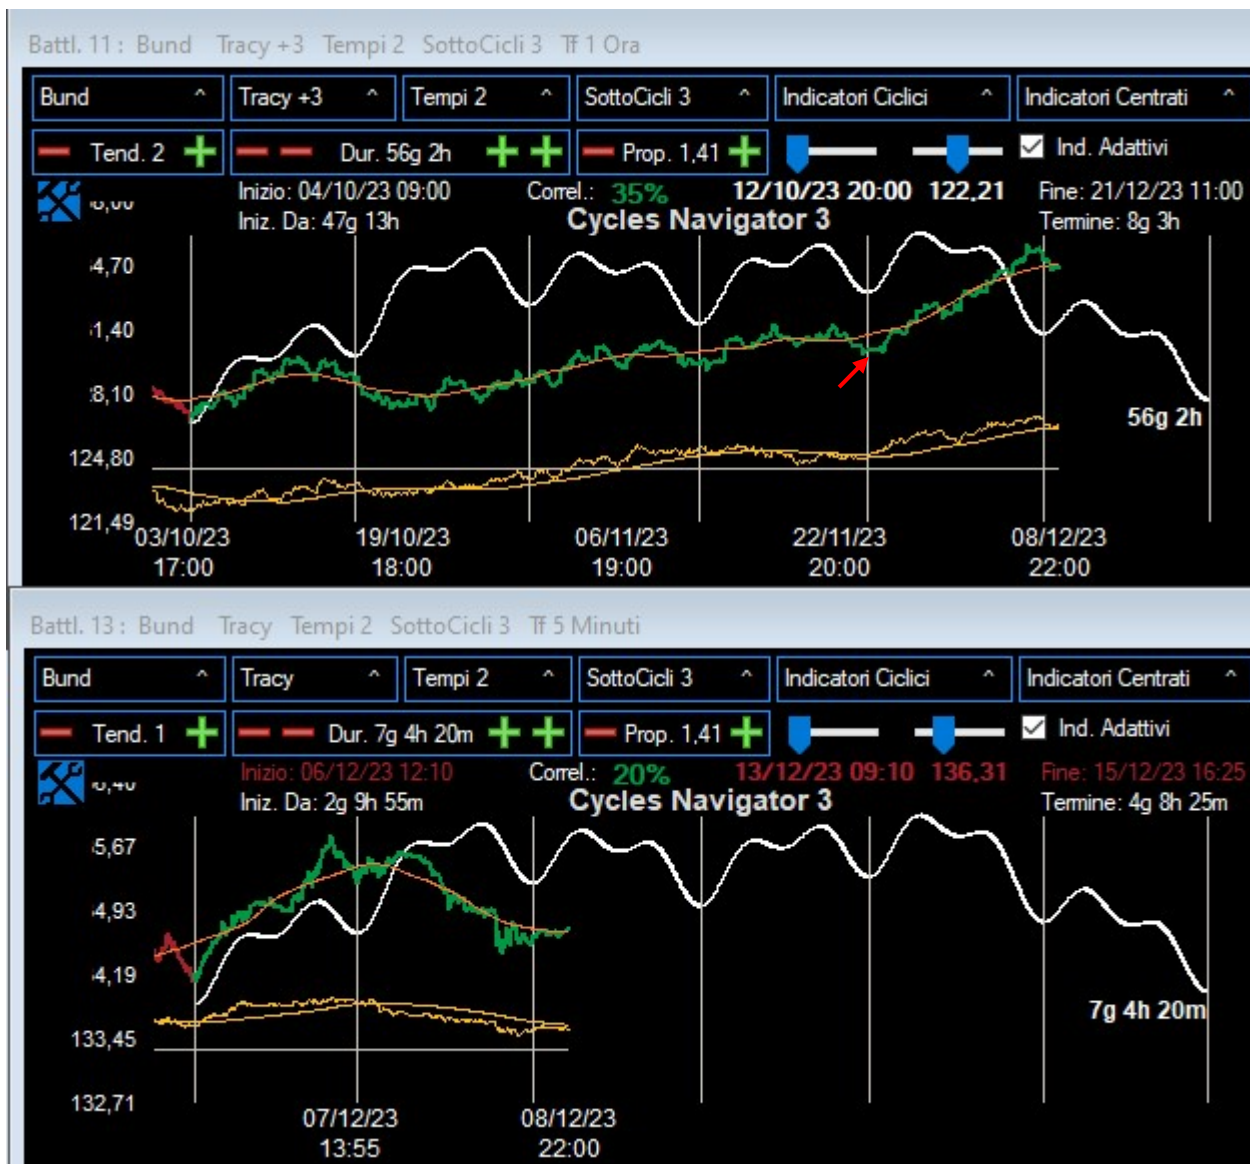 Battl. 11 : Bund Tracy +3 Tempi 2 SottoCicli 3 Tf 1 Ora
Bund ^ Tracy +3 ^ Tempi 2 ^ SottoCicli 3 ^ Indicatori Ciclici ^ Indicatori Centrati ^
Tend. 2 Dur. 56g 2h Prop. 1,41 Ind. Adattivi
Inizio: 04/10/23 09:00 Correl.: 35% 12/10/23 20:00 122,21 Fine: 21/12/23 11:00
Iniz. Da: 47g 13h Cycles Navigator 3 Termine: 8g 3h
4,70
1,40
8,10
56g 2h
124,80
121,49
03/10/23 19/10/23 06/11/23 22/11/23 08/12/23
17:00 18:00 19:00 20:00 22:00
Battl. 13 : Bund Tracy Tempi 2 SottoCicli 3 Tf 5 Minuti
Bund ^ Tracy ^ Tempi 2 ^ SottoCicli 3 ^ Indicatori Ciclici ^ Indicatori Centrati ^
Tend. 1 Dur. 7g 4h 20m Prop. 1,41 Ind. Adattivi
Inizio: 06/12/23 12:10 Correl.: 20% 13/12/23 09:10 136,31 Fine: 15/12/23 16:25
Iniz. Da: 2g 9h 55m Cycles Navigator 3 Termine: 4g 8h 25m
5,67
4,93
4,19
7g 4h 20m
133,45
132,71
07/12/23 08/12/23
13:55 22:00